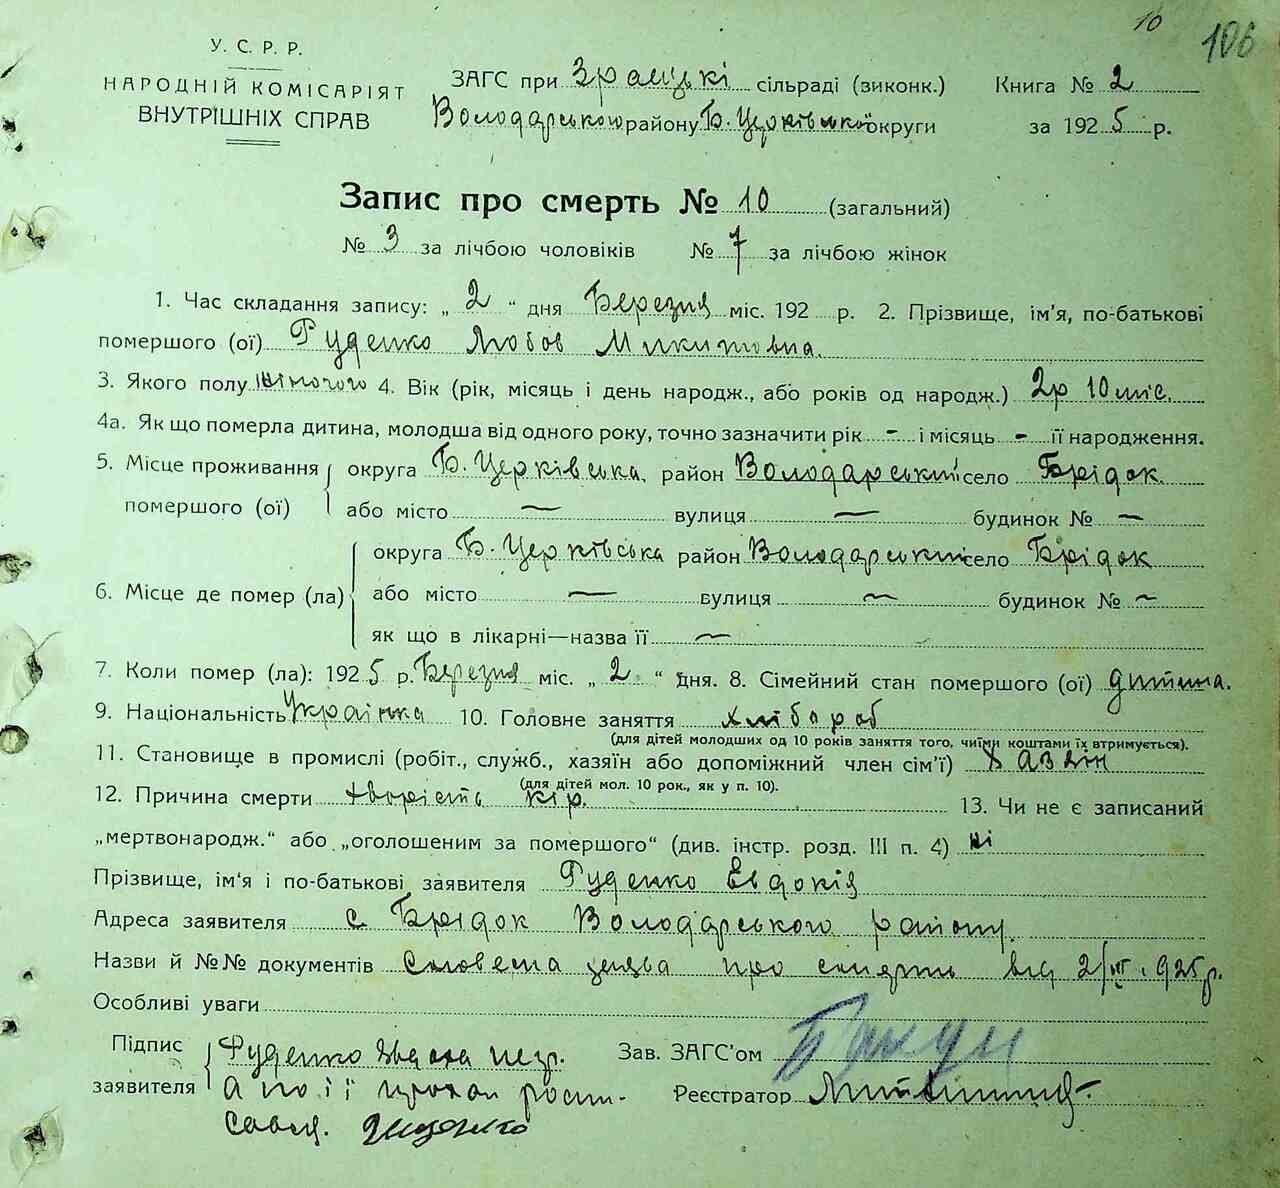 10
106
У. С. Р. Р.
НАРОДНІЙ КОМІСАРІЯТ
ВНУТРІШНІХ СПРАВ
ЗАГС при сільраді (виконк.)
Володарського району Б-Церківської округи
Книга № 2
за 1925 р.
Запис про смерть № 10 (загальний)
№ 3 за лічбою чоловіків № 7 за лічбою жінок
1. Час складання запису: „ 2 " дня Березня міс. 192 р. 2. Прізвище, ім'я, по-батькові
помершого (ої) Руденко Любов Микитовна.
3. Якого полу жіночого 4. Вік (рік, місяць і день народж., або років од народж.) 2р 10 міс.
4а. Як що померла дитина, молодша від одного року, точно зазначити рік - і місяць - її народження.
5. Місце проживання помершого (ої) округа Б. Церківська, район Володарський село Брідок.
або місто — вулиця — будинок № —
6. Місце де помер (ла) округа Б. Церківська район Володарський село Брідок
або місто — вулиця — будинок № —
як що в лікарні—назва її —
7. Коли помер (ла): 1925 р. Березня міс. „ 2 " дня. 8. Сімейний стан помершого (ої) дитина.
9. Національність Українка 10. Головне заняття хлібороб
(для дітей молодших од 10 років заняття того, чиїми коштами їх втримується).
11. Становище в промислі (робіт., служб., хазяїн або допоміжний член сім'ї) хазяїн
(для дітей мол. 10 рок., як у п. 10).
12. Причина смерти кір. 13. Чи не є записаний
„мертвонародж." або „оголошеним за помершого" (див. інстр. розд. III п. 4) ні
Прізвище, ім'я і по-батькові заявителя Руденко Евдокія
Адреса заявителя с. Брідок Володарського району.
Назви й №№ документів Словесна заява про смерть від 2/III 1925р.
Особливі уваги
Підпис заявителя Руденко
а по її
Зав. ЗАГС'ом
Реєстратор